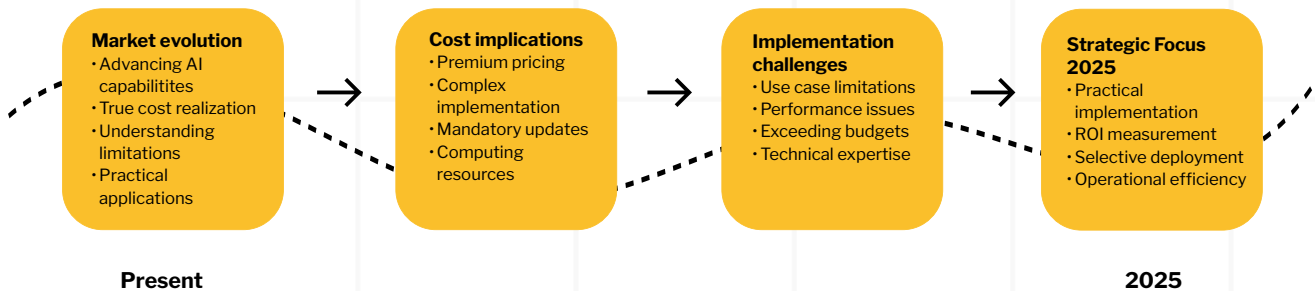 Market evolution
• Advancing AI
capabilitites
• True cost realization
• Understanding
limitations
• Practical
applications
Cost implications
• Premium pricing
• Complex
implementation
• Mandatory updates
• Computing
resources
Implementation
challenges
• Use case limitations
• Performance issues
• Exceeding budgets
• Technical expertise
Strategic Focus
2025
• Practical
implementation
• ROI measurement
• Selective deployment
• Operational efficiency
Present
2025